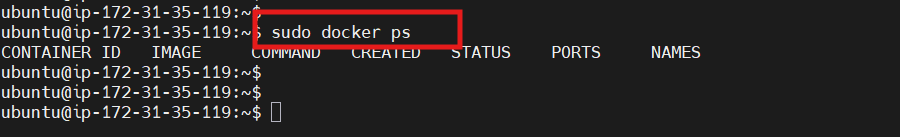 ubuntu@ip-172-31-35-119:~$
ubuntu@ip-172-31-35-119:~$ sudo docker ps
CONTAINER ID   IMAGE     COMMAND   CREATED   STATUS    PORTS     NAMES
ubuntu@ip-172-31-35-119:~$
ubuntu@ip-172-31-35-119:~$
ubuntu@ip-172-31-35-119:~$